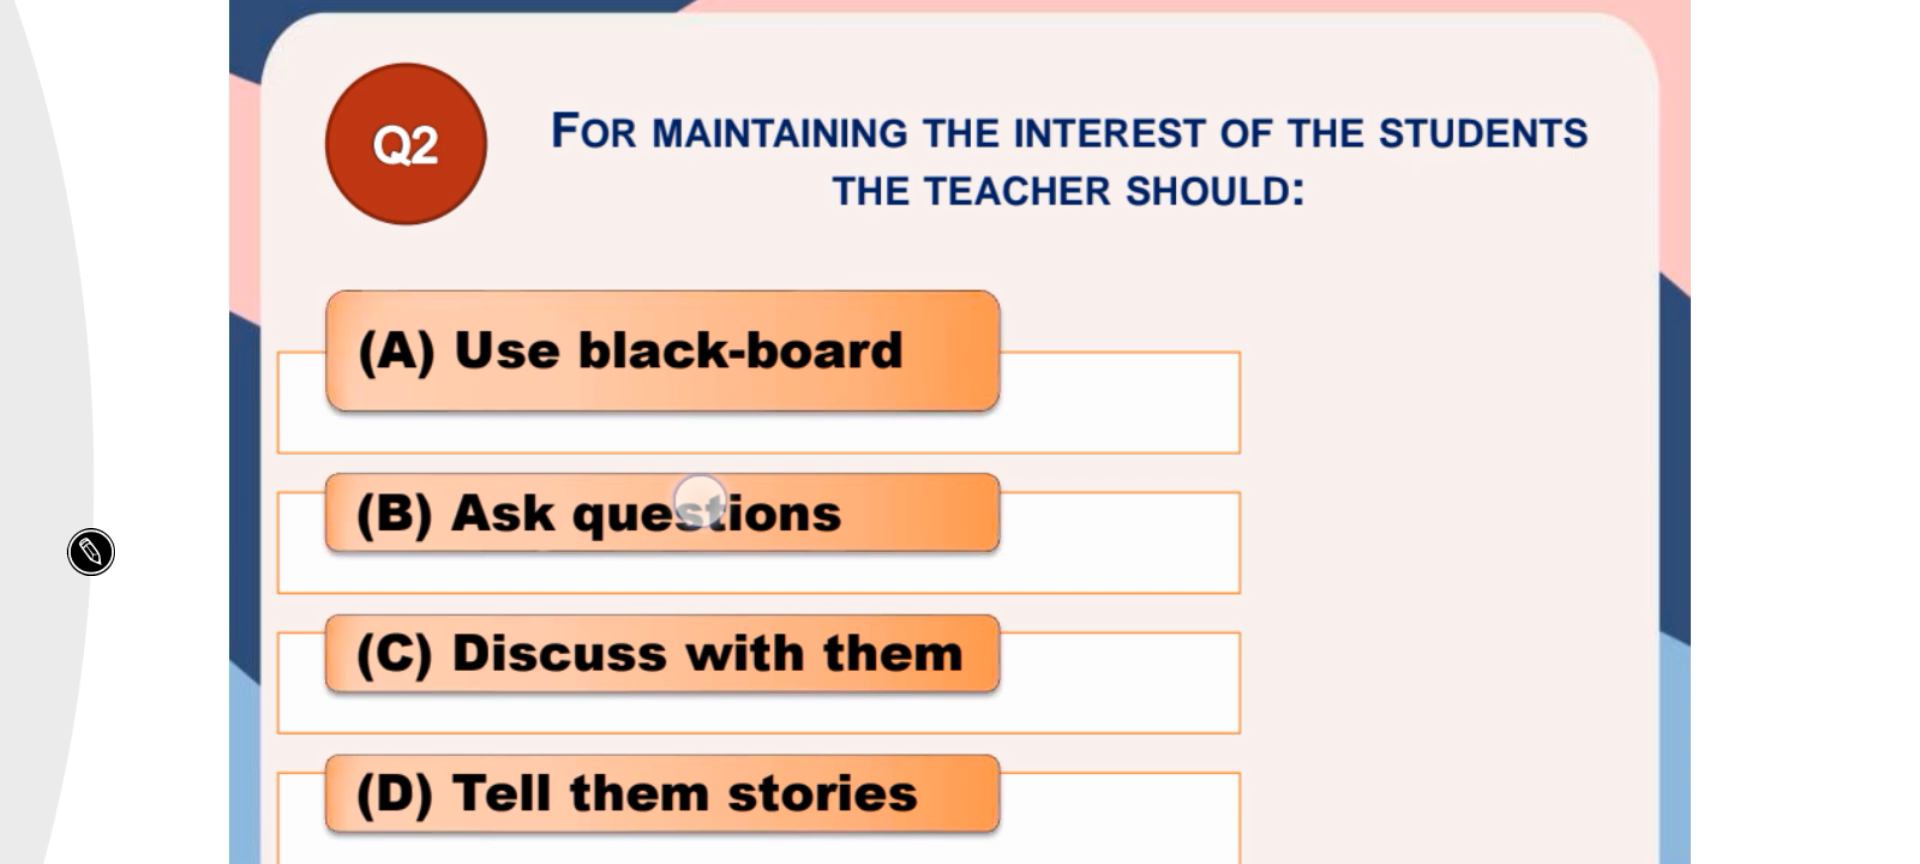 Q2
FOR MAINTAINING THE INTEREST OF THE STUDENTS
THE TEACHER SHOULD:
(A) Use black-board
(B) Ask questions
(C) Discuss with them
(D) Tell them stories